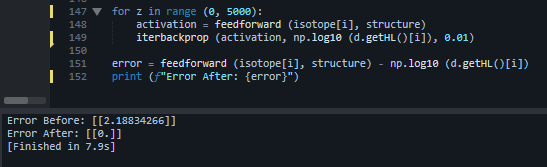 147 for z in range (0, 5000):
148 activation = feedforward (isotope[i], structure)
149 iterbackprop (activation, np.log10 (d.getHL()[i]), 0.01)
150
151 error = feedforward (isotope[i], structure) - np.log10 (d.getHL()[i])
152 print (f"Error After: {error}")
Error Before: [[2.18834266]]
Error After: [[0.]]
[Finished in 7.9s]